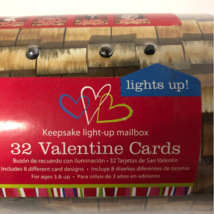 lights up!
Keepsake light-up mailbox
32 Valentine Cards
Buzón de recuerdo con iluminación • 32 Tarjetas de San Valentín
Includes 8 different card designs • Incluye 8 diseños diferentes de tarjetas
For ages 3 & up • Para niños de 3 años en adelante